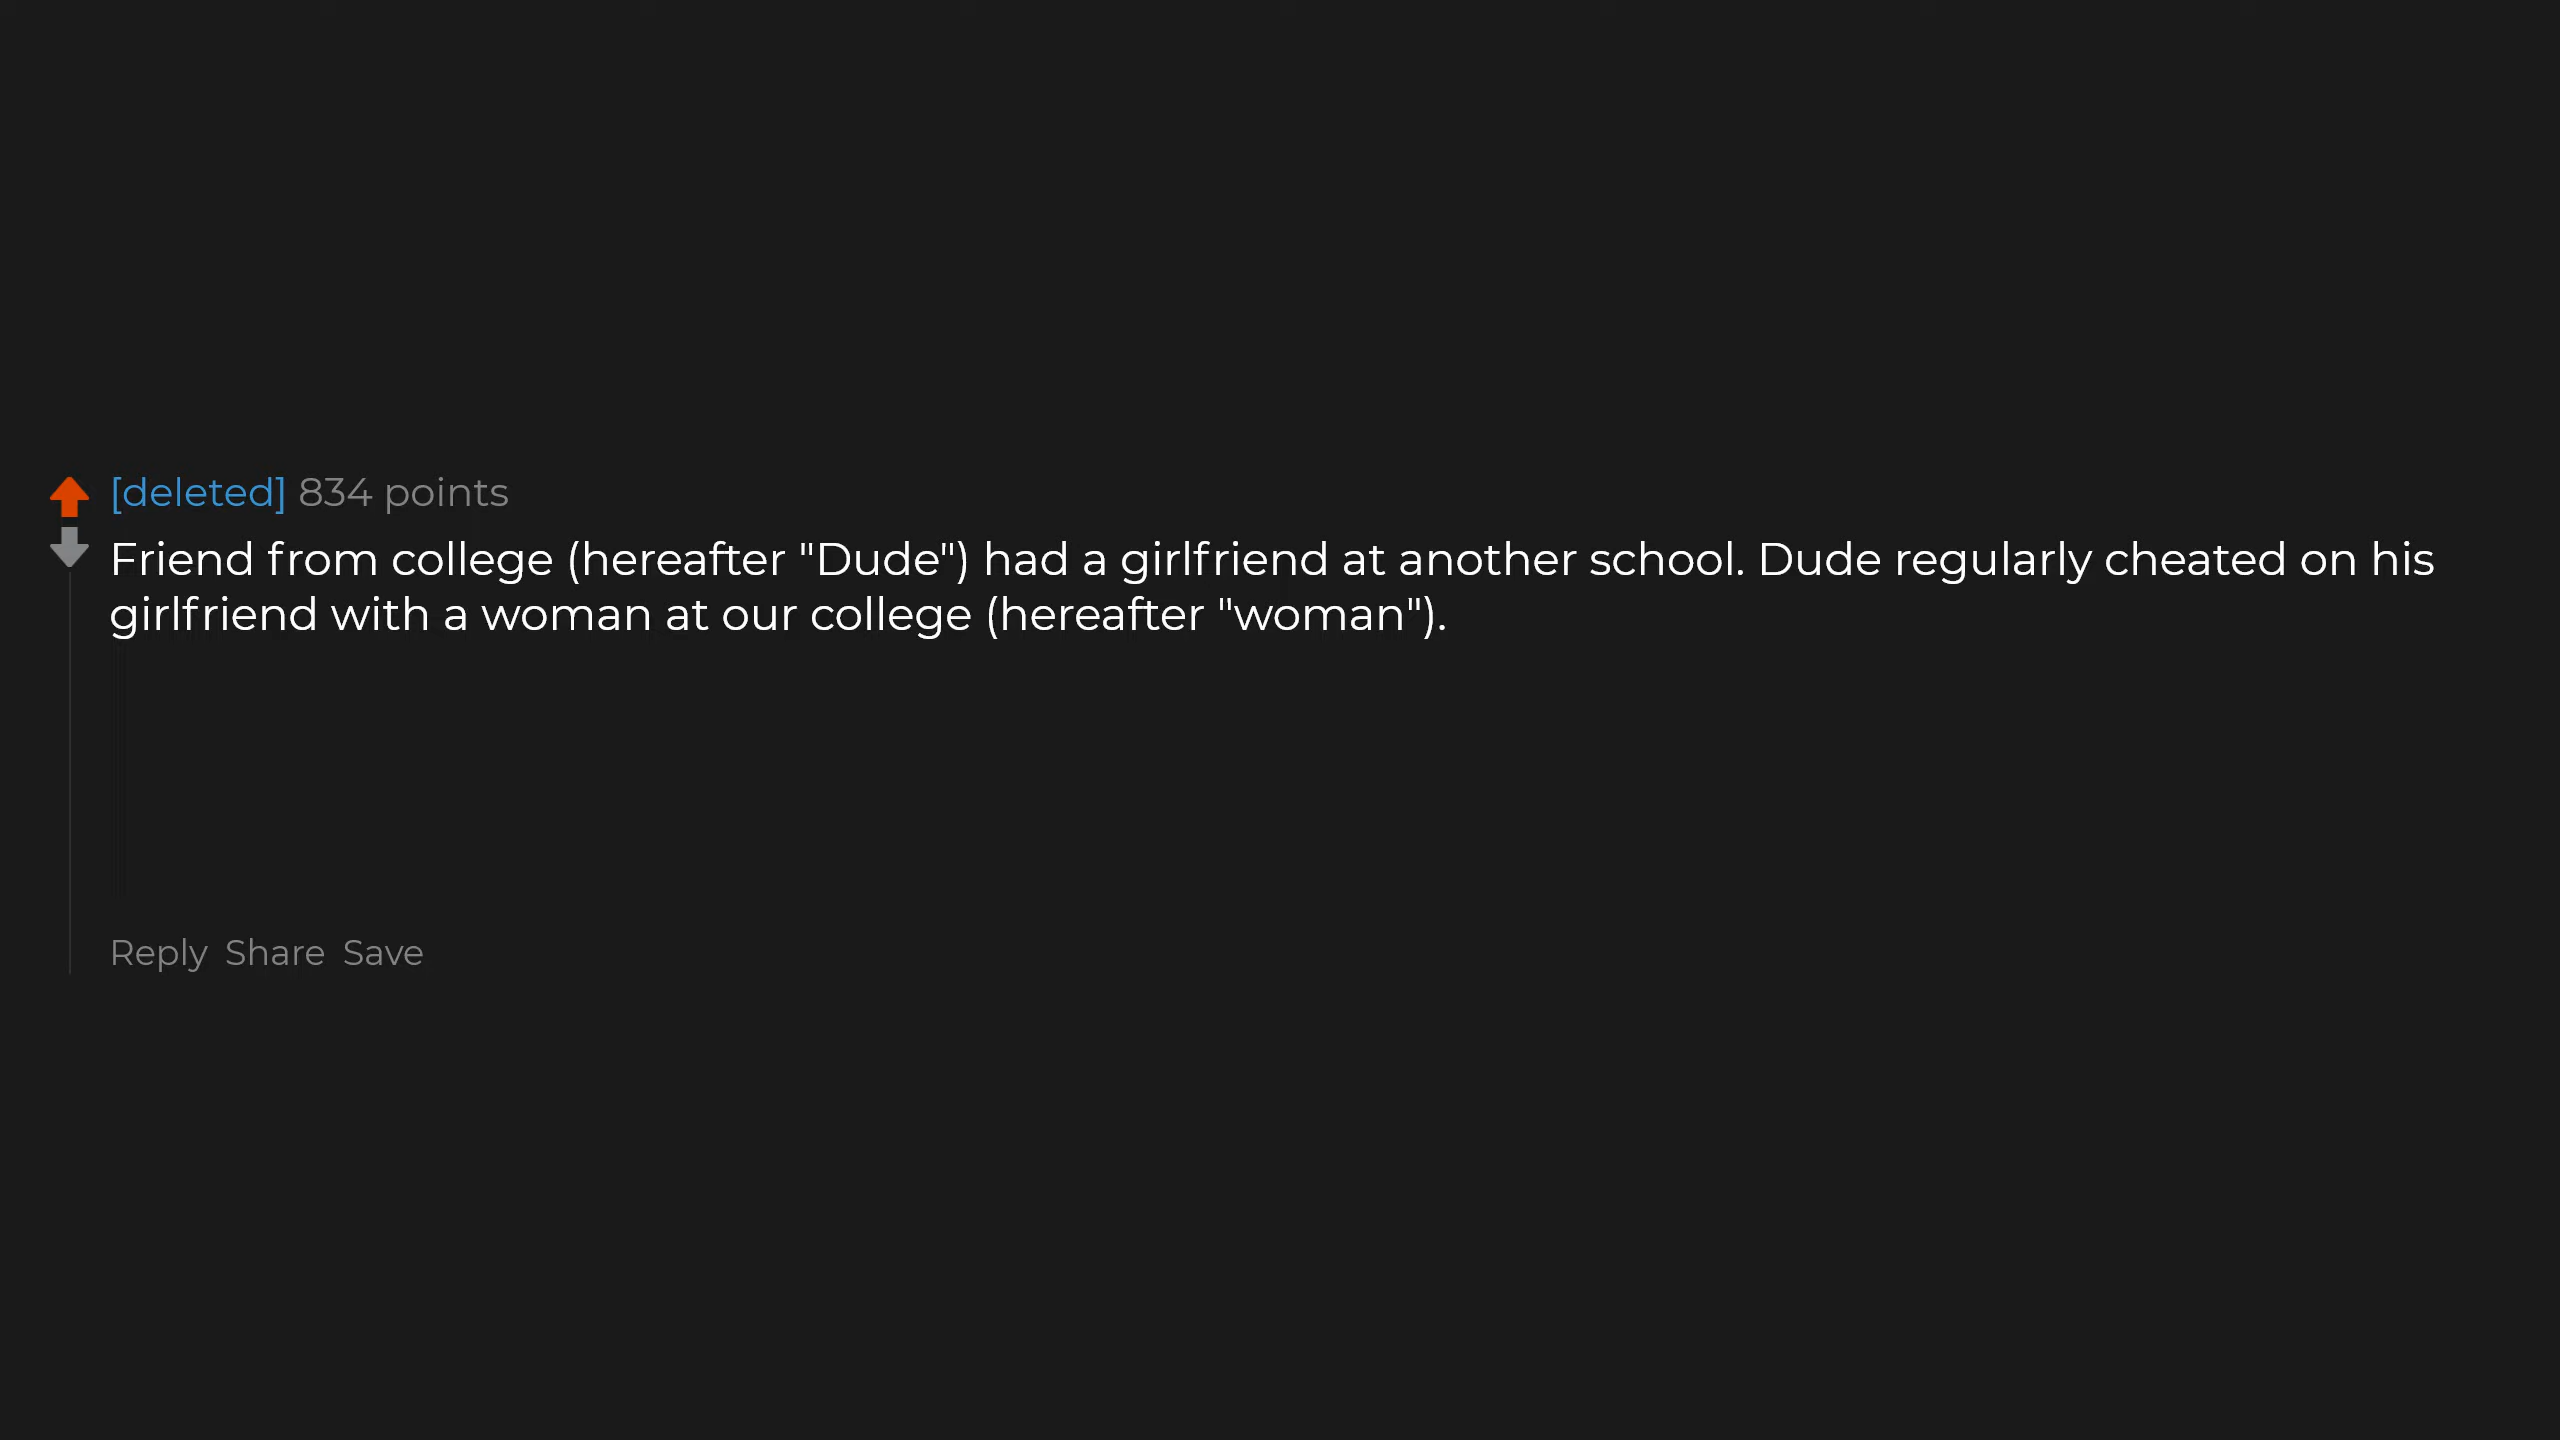 [deleted] 834 points
Friend from college (hereafter "Dude") had a girlfriend at another school. Dude regularly cheated on his
girlfriend with a woman at our college (hereafter "woman").
Reply Share Save